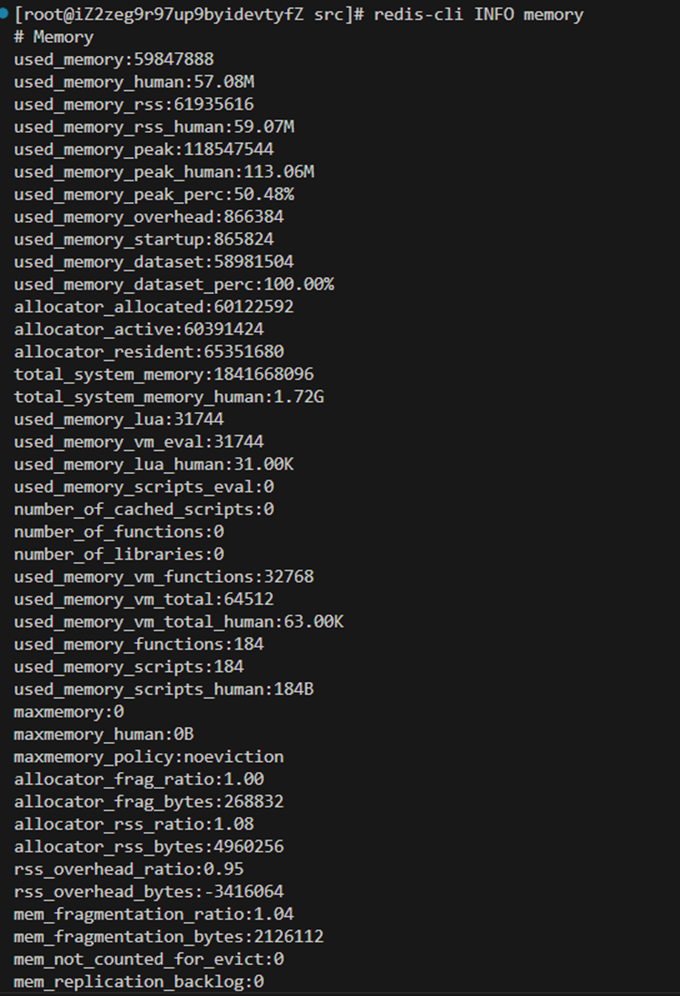 [root@iZ2zeg9r97up9byidevtyfZ src]# redis-cli INFO memory
# Memory
used_memory:59847888
used_memory_human:57.08M
used_memory_rss:61935616
used_memory_rss_human:59.07M
used_memory_peak:118547544
used_memory_peak_human:113.06M
used_memory_peak_perc:50.48%
used_memory_overhead:866384
used_memory_startup:865824
used_memory_dataset:58981504
used_memory_dataset_perc:100.00%
allocator_allocated:60122592
allocator_active:60391424
allocator_resident:65351680
total_system_memory:1841668096
total_system_memory_human:1.72G
used_memory_lua:31744
used_memory_vm_eval:31744
used_memory_lua_human:31.00K
used_memory_scripts_eval:0
number_of_cached_scripts:0
number_of_functions:0
number_of_libraries:0
used_memory_vm_functions:32768
used_memory_vm_total:64512
used_memory_vm_total_human:63.00K
used_memory_functions:184
used_memory_scripts:184
used_memory_scripts_human:184B
maxmemory:0
maxmemory_human:0B
maxmemory_policy:noeviction
allocator_frag_ratio:1.00
allocator_frag_bytes:268832
allocator_rss_ratio:1.08
allocator_rss_bytes:4960256
rss_overhead_ratio:0.95
rss_overhead_bytes:-3416064
mem_fragmentation_ratio:1.04
mem_fragmentation_bytes:2126112
mem_not_counted_for_evict:0
mem_replication_backlog:0